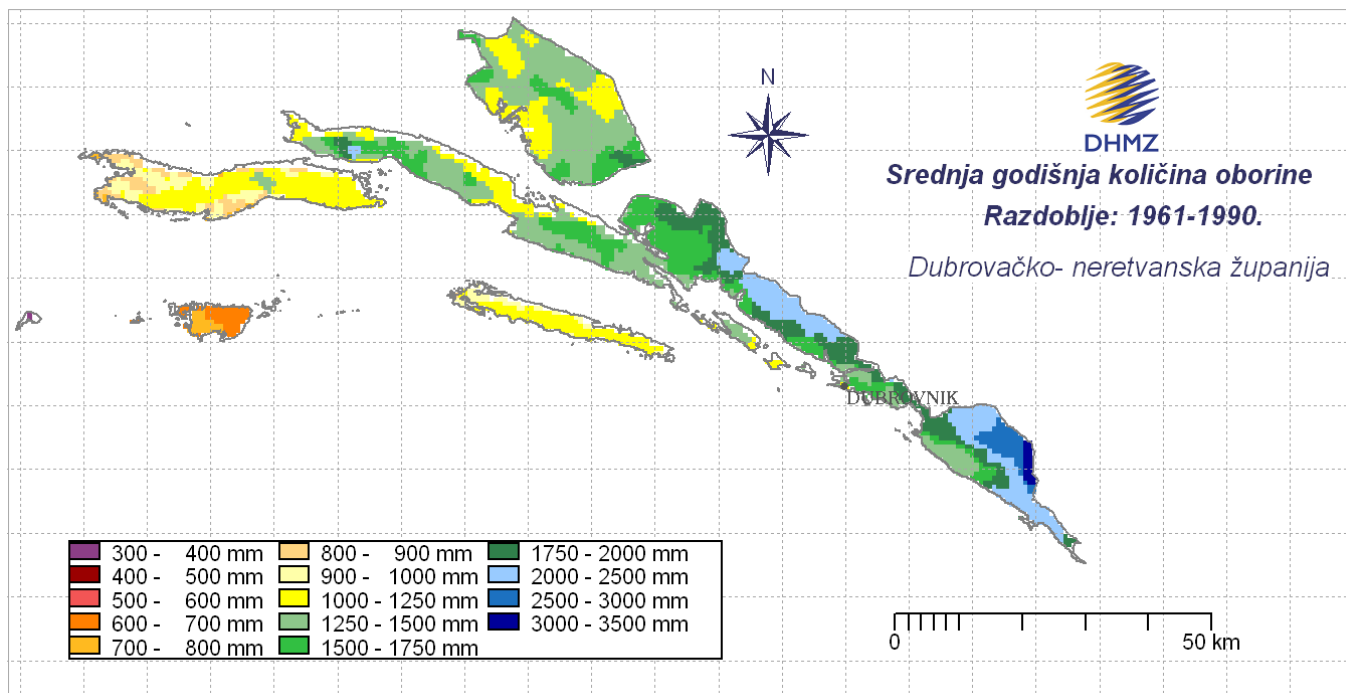 N
DHMZ
Srednja godišnja količina oborine
Razdoblje: 1961-1990.
Dubrovačko- neretvanska županija
DUBROVNIK
300 - 400 mm
400 - 500 mm
500 - 600 mm
600 - 700 mm
700 - 800 mm
800 - 900 mm
900 - 1000 mm
1000 - 1250 mm
1250 - 1500 mm
1500 - 1750 mm
1750 - 2000 mm
2000 - 2500 mm
2500 - 3000 mm
3000 - 3500 mm
0 50 km